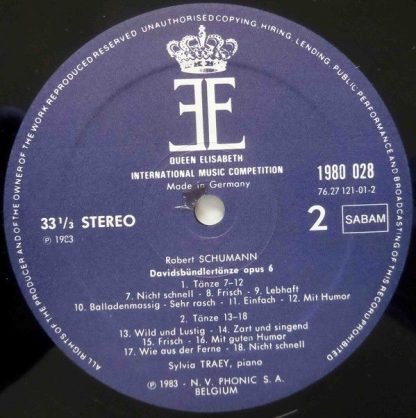 ALL RIGHTS OF THE PRODUCER AND OF THE OWNER OF THE WORK REPRODUCED RESERVED UNAUTHORISED COPYING, HIRING, LENDING, PUBLIC PERFORMANCE AND BROADCASTING OF THIS RECORD PROHIBITED
ƎE
QUEEN ELISABETH
INTERNATIONAL MUSIC COMPETITION
Made in Germany
1980 028
76.27 121-01-2
33 1/3 STEREO
℗ 1983
2
SABAM
Robert SCHUMANN
Davidsbündlertänze opus 6
1. Tänze 7-12
7. Nicht schnell - 8. Frisch - 9. Lebhaft
10. Balladenmassig - Sehr rasch - 11. Einfach - 12. Mit Humor
2. Tänze 13-18
13. Wild und Lustig - 14. Zart und singend
15. Frisch - 16. Mit guten Humor
17. Wie aus der Ferne - 18. Nicht schnell
Sylvia TRAEY, piano
℗ 1983 - N. V. PHONIC S. A.
BELGIUM